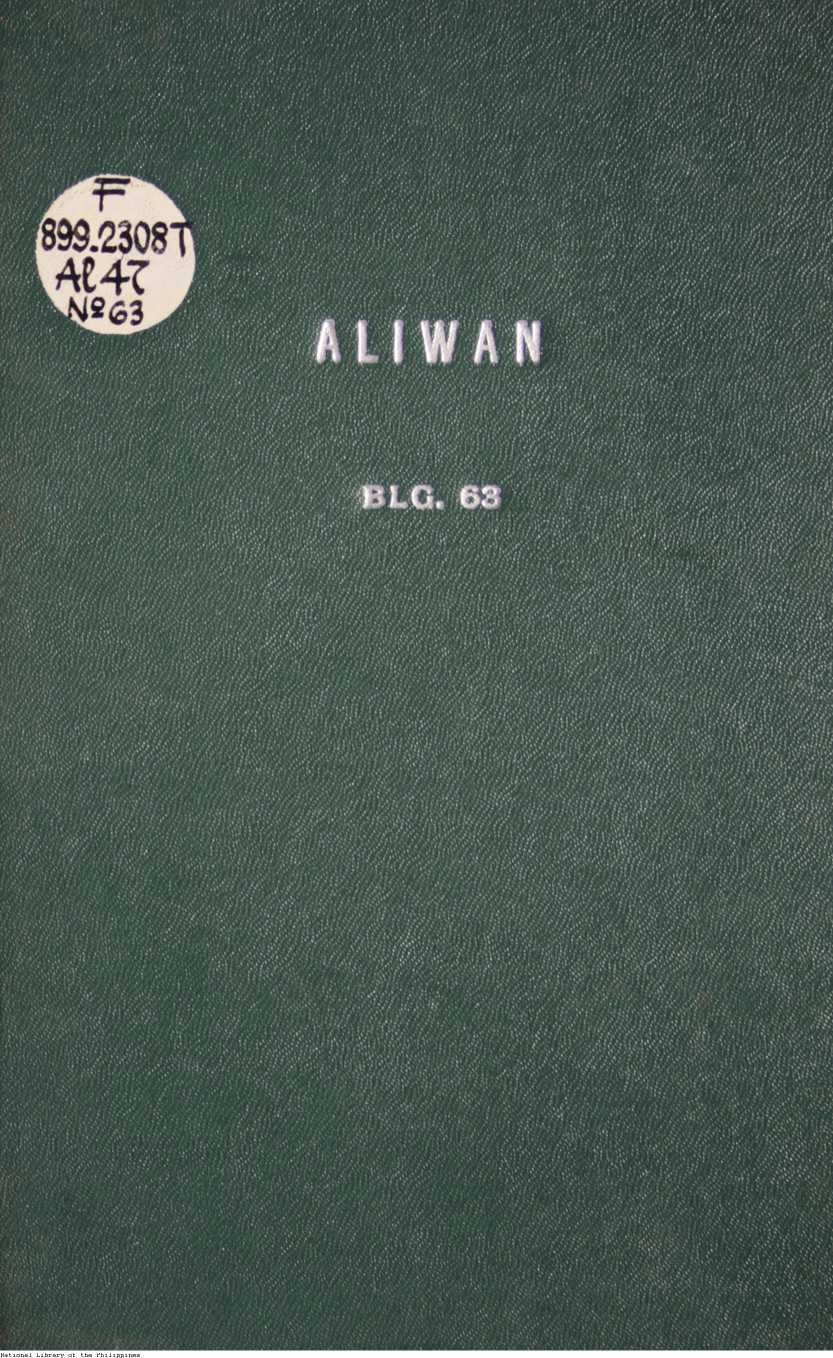 F
899.2308T
Al47
Nº63
ALIWAN
BLG. 63
National Library of the Philippines